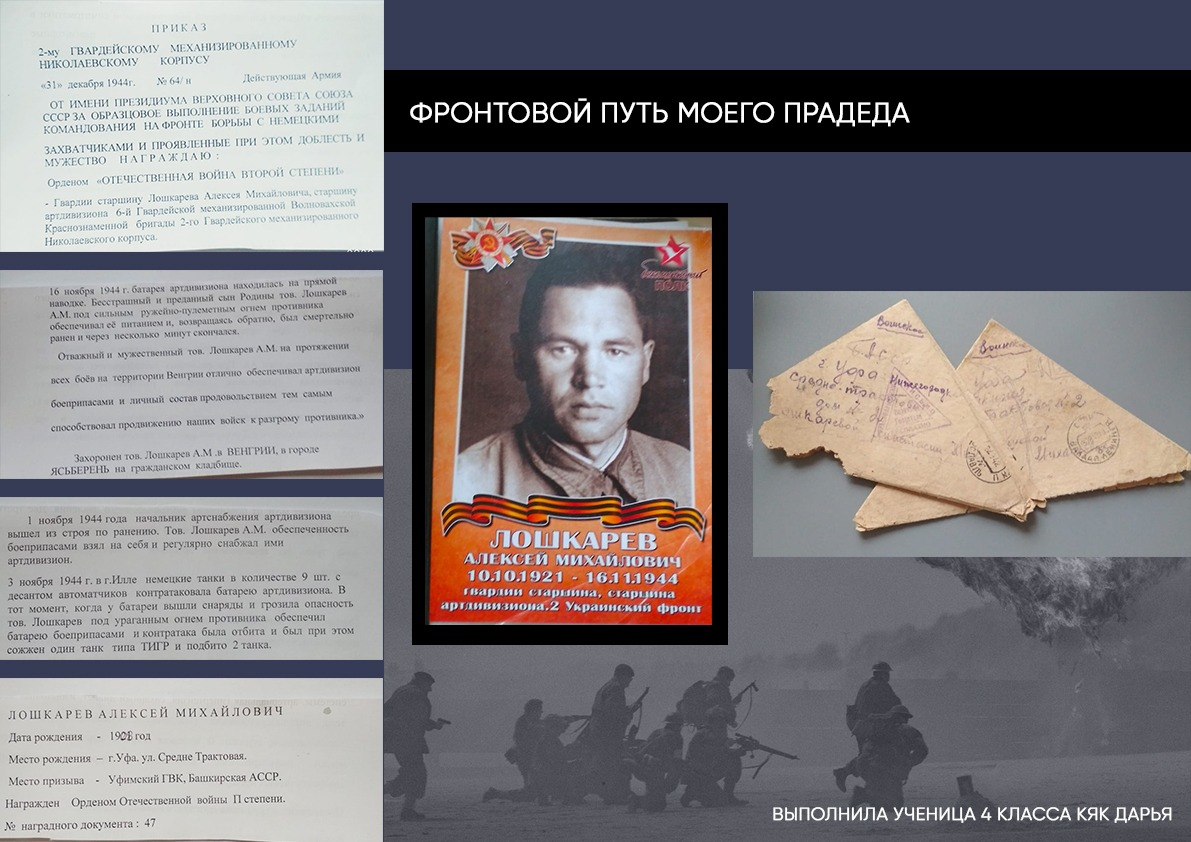 ПРИКАЗ
2-му ГВАРДЕЙСКОМУ МЕХАНИЗИРОВАННОМУ
НИКОЛАЕВСКОМУ КОРПУСУ
«31» декабря 1944г. № 64/ н Действующая Армия
ОТ ИМЕНИ ПРЕЗИДИУМА ВЕРХОВНОГО СОВЕТА СОЮЗА
СССР ЗА ОБРАЗЦОВОЕ ВЫПОЛНЕНИЕ БОЕВЫХ ЗАДАНИЙ
КОМАНДОВАНИЯ НА ФРОНТЕ БОРЬБЫ С НЕМЕЦКИМИ
ЗАХВАТЧИКАМИ И ПРОЯВЛЕННЫЕ ПРИ ЭТОМ ДОБЛЕСТЬ И
МУЖЕСТВО НАГРАЖДАЮ :
Орденом «ОТЕЧЕСТВЕННАЯ ВОЙНА ВТОРОЙ СТЕПЕНИ»
- Гвардии старшину Лошкарева Алексея Михайловича, старшину
артдивизиона 6-й Гвардейской механизированной Волновахской
Краснознаменной бригады 2-го Гвардейского механизированного
Николаевского корпуса.
16 ноября 1944 г. батарея артдивизиона находилась на прямой
наводке. Бесстрашный и преданный сын Родины тов. Лошкарев
А.М. под сильным ружейно-пулеметным огнем противника
обеспечивал её питанием и, возвращаясь обратно, был смертельно
ранен и через несколько минут скончался.
Отважный и мужественный тов. Лошкарев А.М. на протяжении
всех боёв на территории Венгрии отлично обеспечивал артдивизион
боеприпасами и личный состав продовольствием тем самым
способствовал продвижению наших войск к разгрому противника.»
Захоронен тов. Лошкарев А.М .в ВЕНГРИИ, в городе
ЯСЬБЕРЕНЬ на гражданском кладбище.
1 ноября 1944 года начальник артснабжения артдивизиона
вышел из строя по ранению. Тов. Лошкарев А.М. обеспеченность
боеприпасами взял на себя и регулярно снабжал ими
артдивизион.
3 ноября 1944 г. в г.Илле немецкие танки в количестве 9 шт. с
десантом автоматчиков контратаковала батарею артдивизиона. В
тот момент, когда у батареи вышли снаряды и грозила опасность
тов. Лошкарев под ураганным огнем противника обеспечил
батарею боеприпасами и контратака была отбита и был при этом
сожжен один танк типа ТИГР и подбито 2 танка.
ЛОШКАРЕВ АЛЕКСЕЙ МИХАЙЛОВИЧ
Дата рождения - год
Место рождения – г.Уфа. ул. Средне Трактовая.
Место призыва - Уфимский ГВК, Башкирская АССР.
Награжден Орденом Отечественной войны II степени.
№ наградного документа : 47
ФРОНТОВОЙ ПУТЬ МОЕГО ПРАДЕДА
бессмертный
ПОЛК
ЛОШКАРЕВ
АЛЕКСЕЙ МИХАЙЛОВИЧ
10.10.1921 - 16.11.1944
гвардии старшина, старшина
артдивизиона.2 Украинский фронт
г. Уфа
дом № 2
Уфа
№ 2
ВЫПОЛНИЛА УЧЕНИЦА 4 КЛАССА КЯК ДАРЬЯ